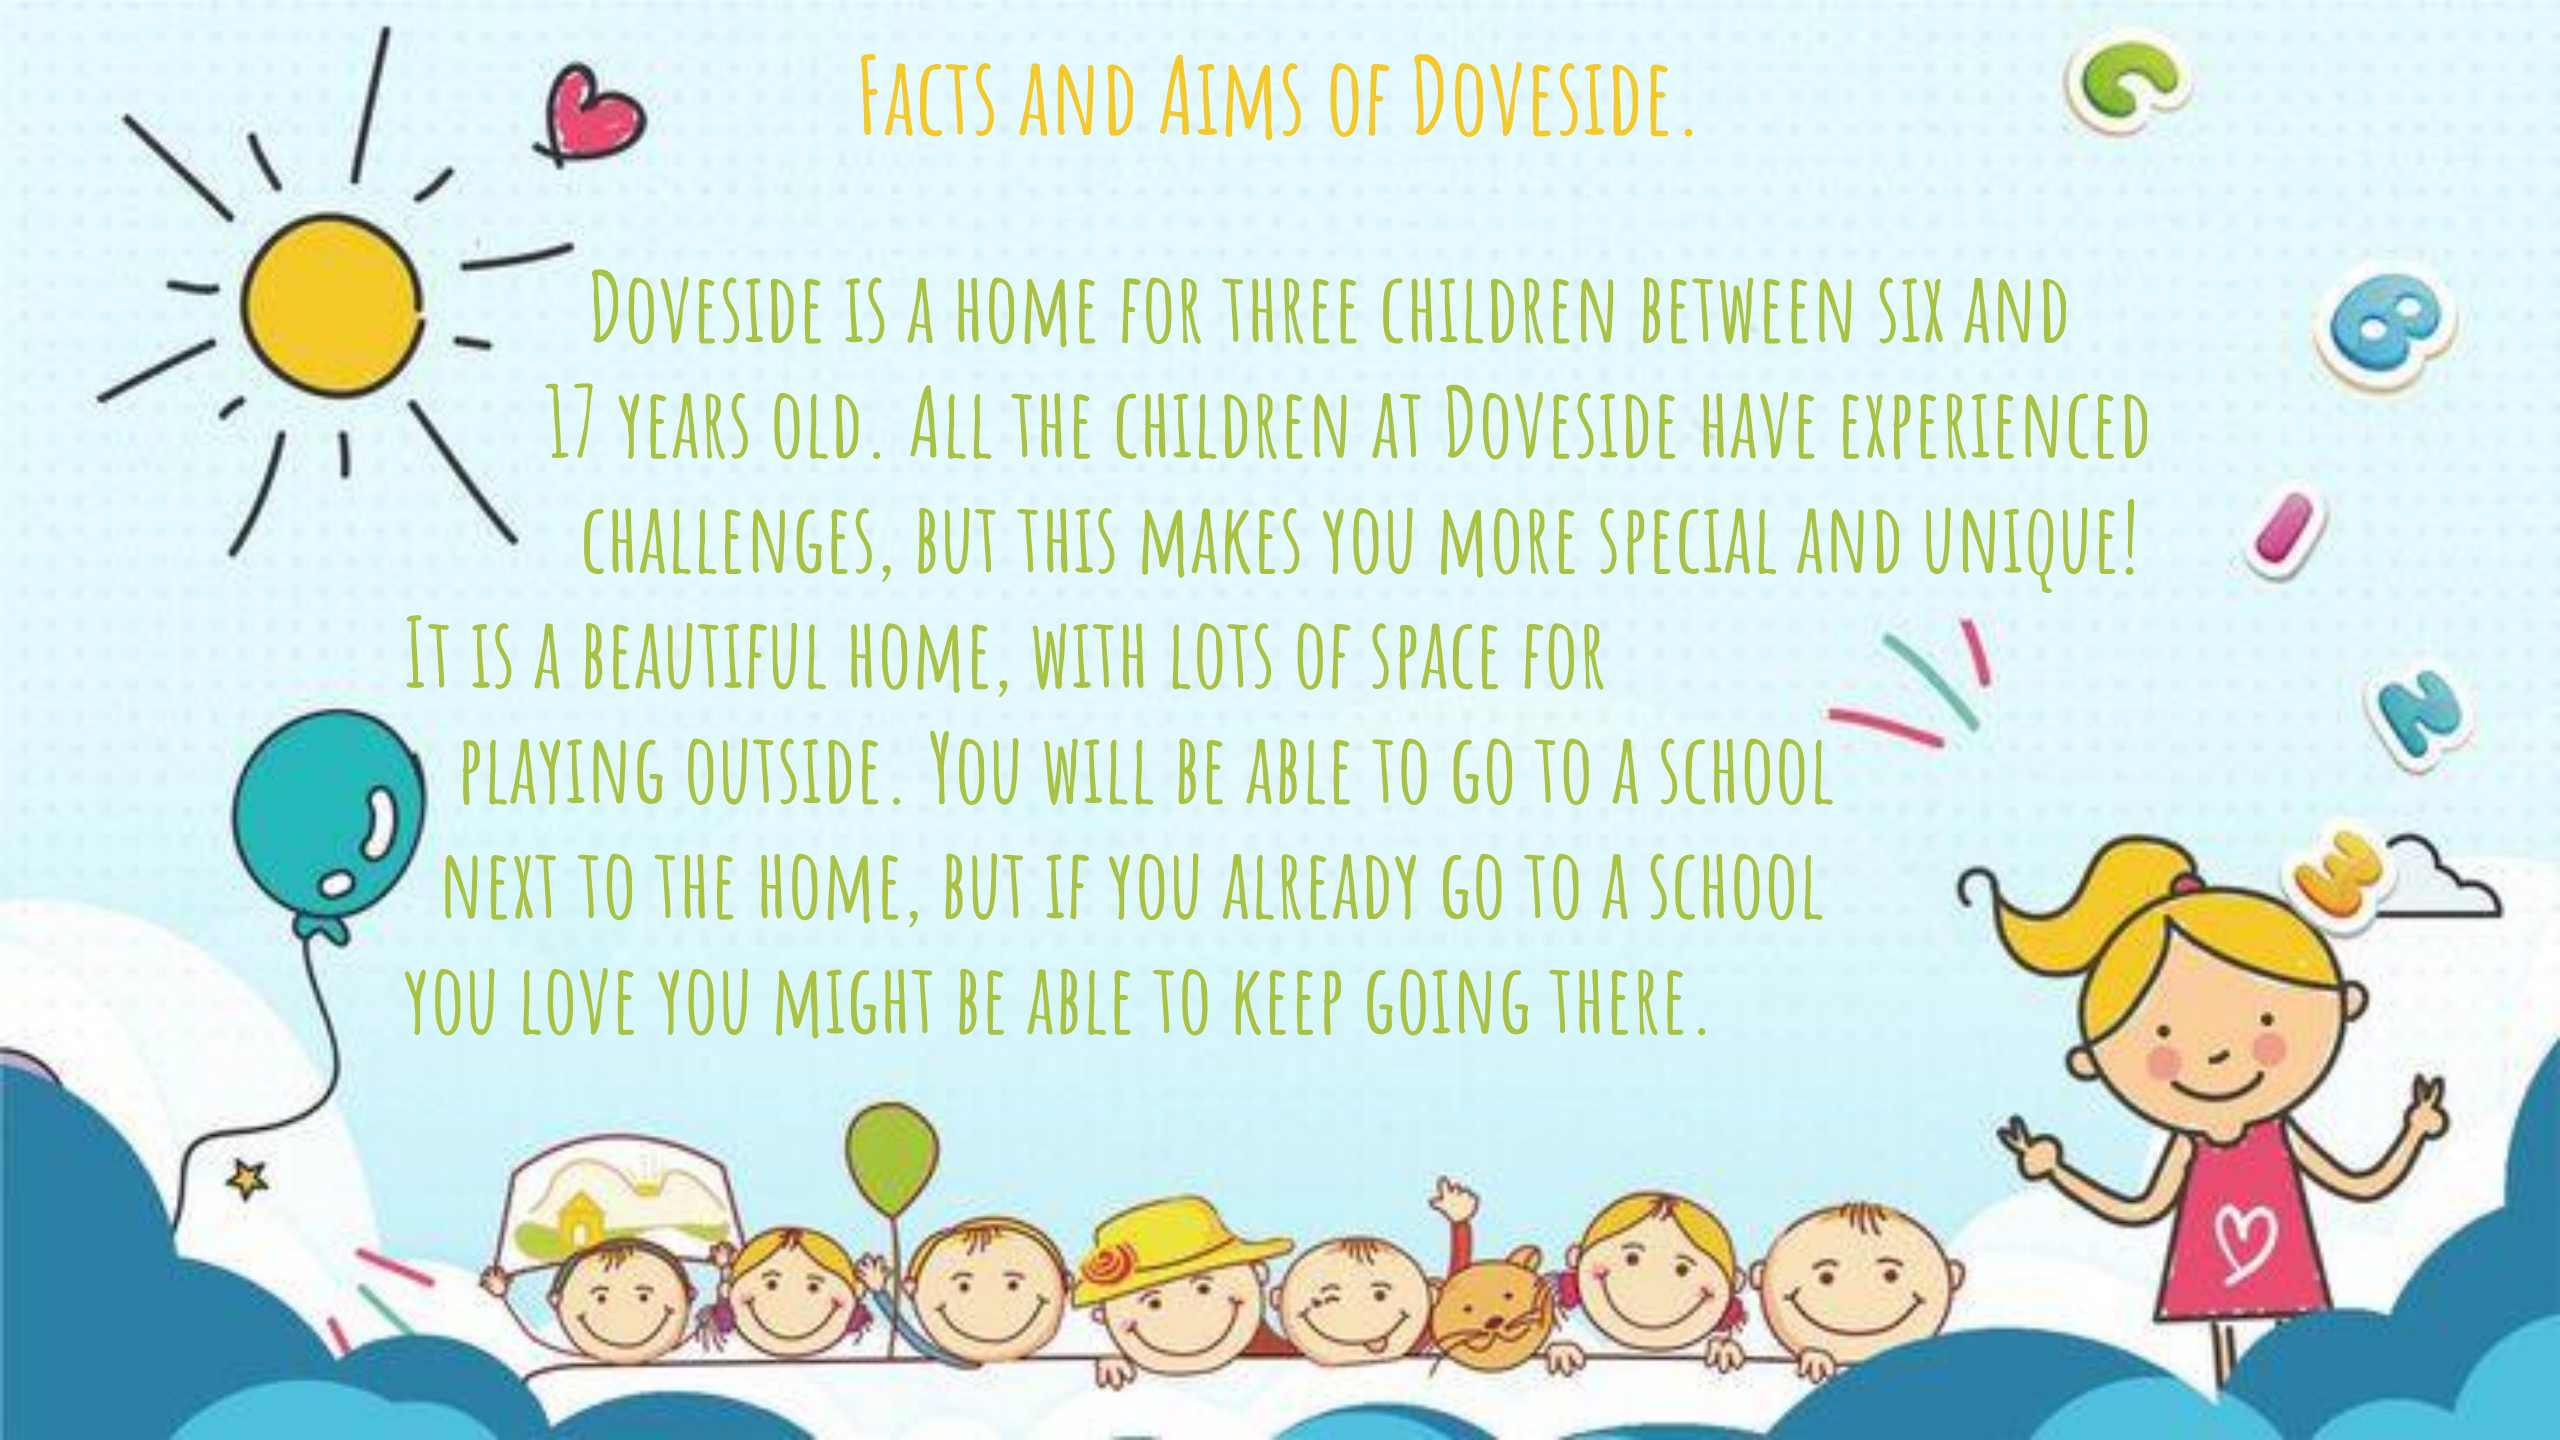 Facts and Aims of Doveside.
C
Doveside is a home for three children between six and
B
17 years old. All the children at Doveside have experienced
challenges, but this makes you more special and unique!
I
It is a beautiful home, with lots of space for
N
playing outside. You will be able to go to a school
next to the home, but if you already go to a school
you love you might be able to keep going there.